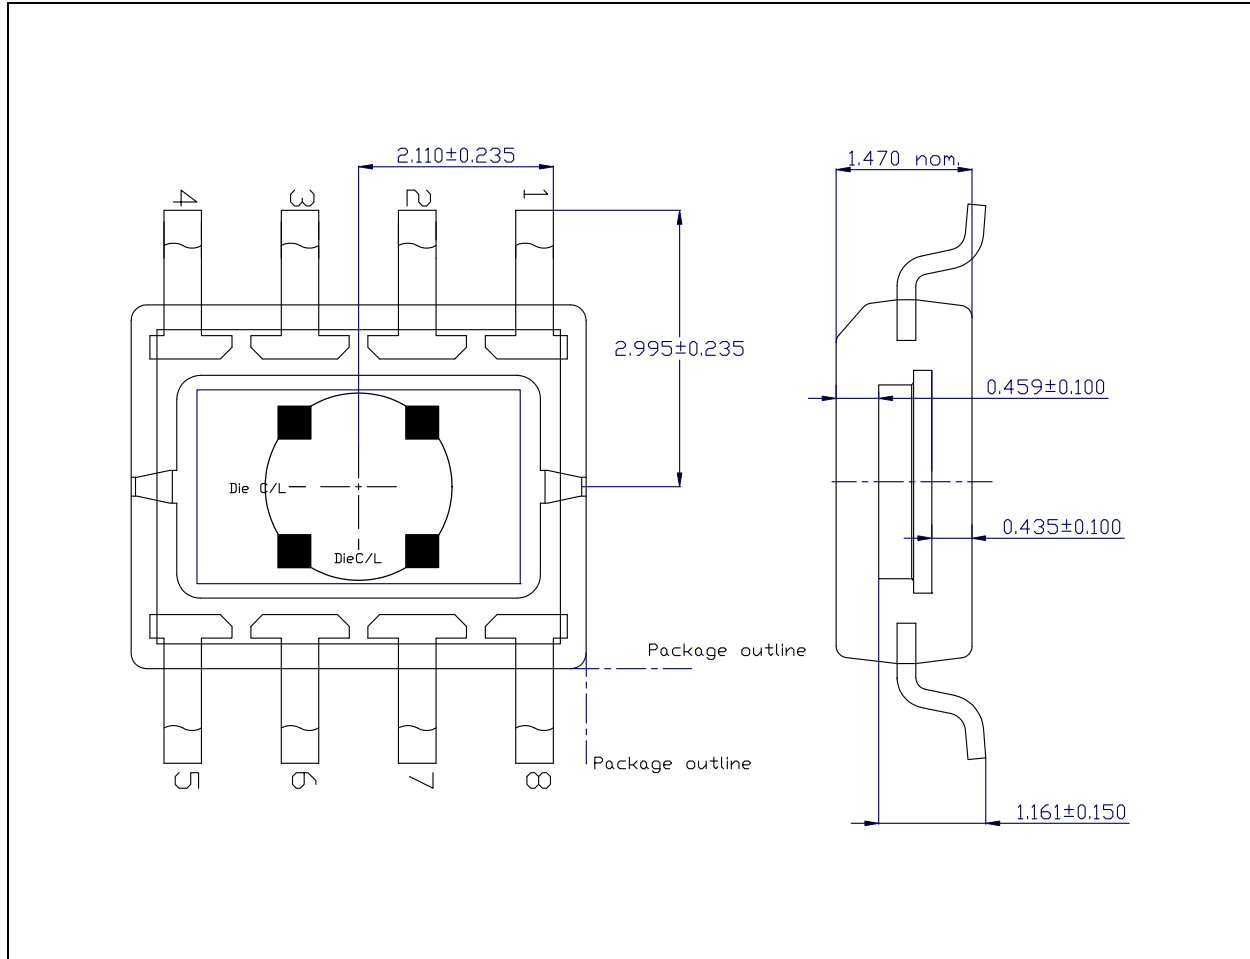 2.110±0.235
1.470 nom.
4 3 2 1
2.995±0.235
0.459±0.100
Die C/L
0.435±0.100
DieC/L
Package outline
Package outline
5 6 7 8
1.161±0.150